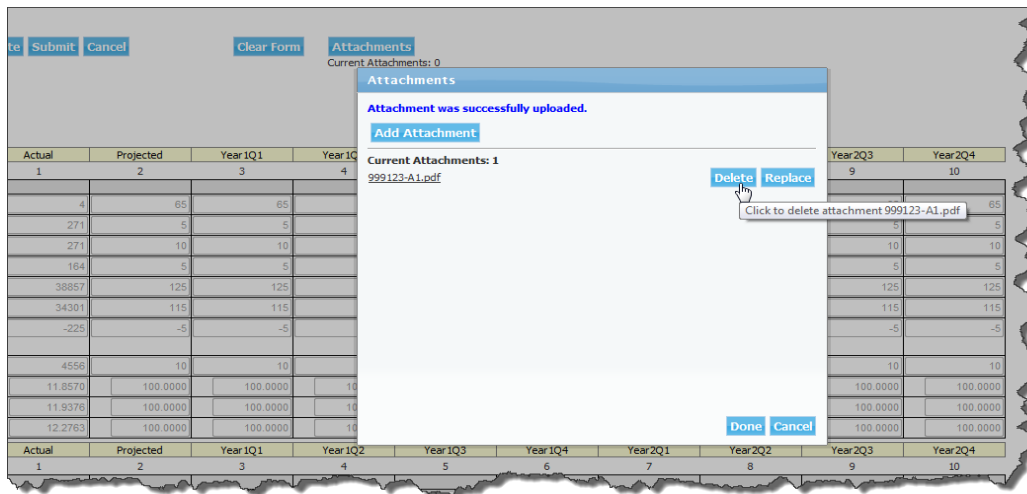 te Submit Cancel Clear Form Attachments
Current Attachments: 0
Attachments
Attachment was successfully uploaded.
Add Attachment
Current Attachments: 1
999123-A1.pdf Delete Replace
Click to delete attachment 999123-A1.pdf
Done Cancel
Actual Projected Year1Q1 Year1Q Year2Q3 Year2Q4
1 2 3 4 9 10
4 65 65 65
271 5 5 5 5
271 10 10 10 10
164 5 5 5 5
38857 125 125 125 125
34301 115 115 115 115
-225 -5 -5 -5 -5
4556 10 10 10 10
11.8570 100.0000 100.0000 10 100.0000 100.0000
11.9376 100.0000 100.0000 10 100.0000 100.0000
12.2763 100.0000 100.0000 10 100.0000 100.0000
Actual Projected Year1Q1 Year1Q2 Year1Q3 Year1Q4 Year2Q1 Year2Q2 Year2Q3 Year2Q4
1 2 3 4 5 6 7 8 9 10